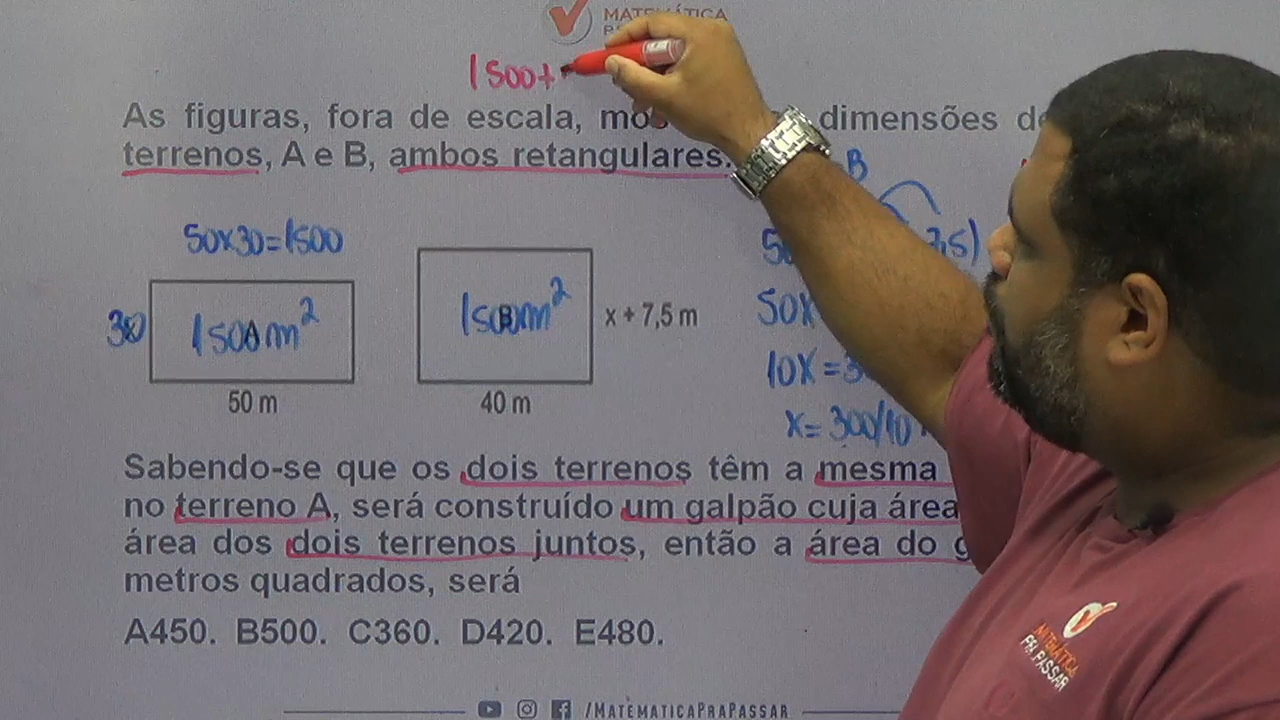 MATEMÁTICA
1500+
As figuras, fora de escala, dimensões
terrenos, A e B, ambos retangulares.
B
50x30=1500
7,5)
30
1500m²
A
50 m
1500m²
B
x + 7,5 m
40 m
50x
10x =3
x= 300/10
Sabendo-se que os dois terrenos têm a mesma
no terreno A, será construído um galpão cuja área
área dos dois terrenos juntos, então a área do
metros quadrados, será
A450. B500. C360. D420. E480.
MATEMÁTICA
PRA PASSAR
/MATEMATICAPRAPASSAR